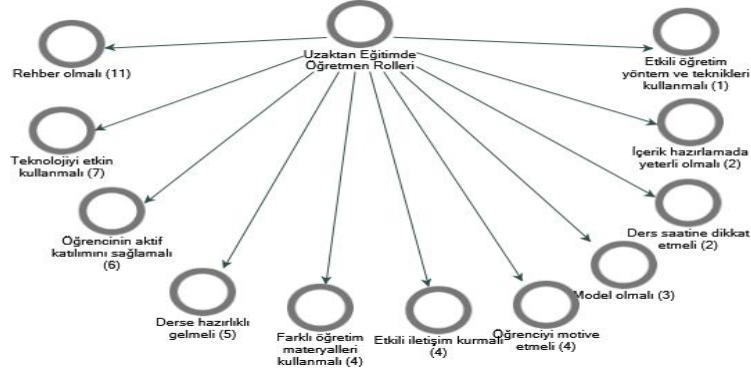 Uzaktan Eğitimde
Öğretmen Rolleri
Rehber olmalı (11)
Teknolojiyi etkin
kullanmalı (7)
Öğrencinin aktif
katılımını sağlamalı
(6)
Derse hazırlıklı
gelmeli (5)
Farklı öğretim
materyalleri
kullanmalı (4)
Etkili iletişim kurmalı
(4)
Öğrenciyi motive
etmeli (4)
Model olmalı (3)
Ders saatine dikkat
etmeli (2)
İçerik hazırlamada
yeterli olmalı (2)
Etkili öğretim
yöntem ve teknikleri
kullanmalı (1)